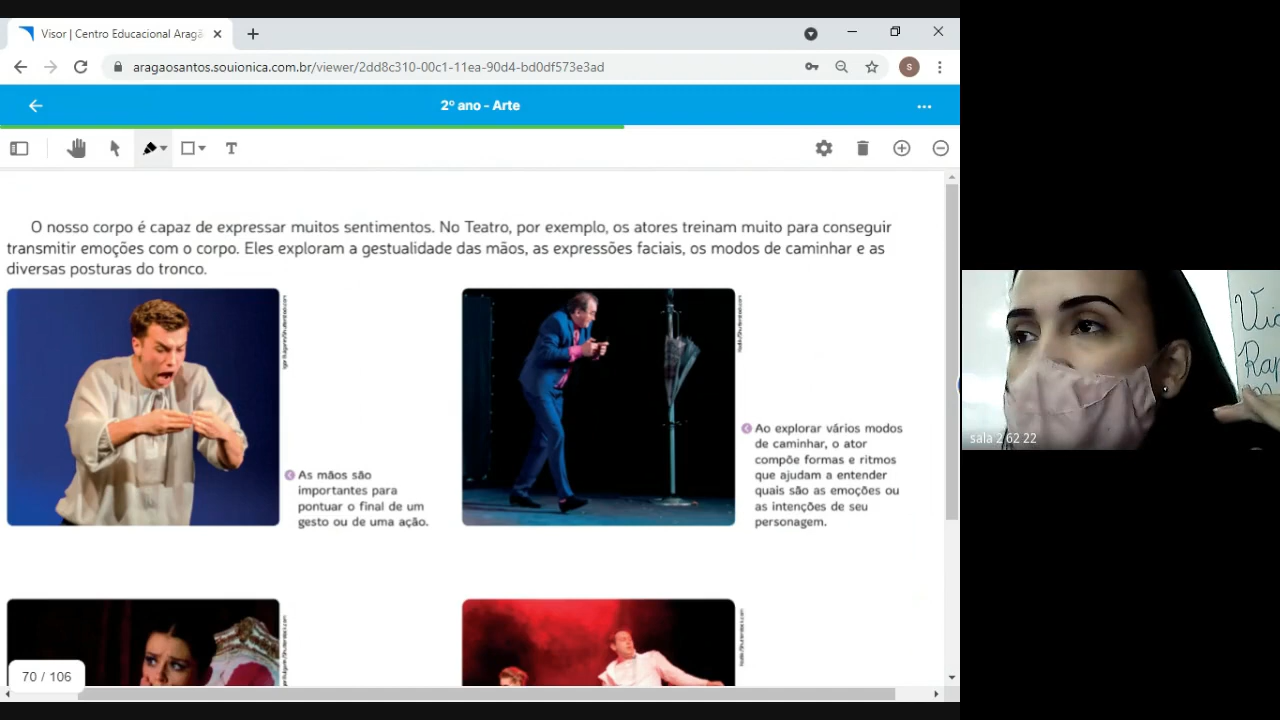 Visor | Centro Educacional Aragã
aragaosantos.souionica.com.br/viewer/2dd8c310-00c1-11ea-90d4-bd0df573e3ad
s
2º ano - Arte
T
O nosso corpo é capaz de expressar muitos sentimentos. No Teatro, por exemplo, os atores treinam muito para conseguir
transmitir emoções com o corpo. Eles exploram a gestualidade das mãos, as expressões faciais, os modos de caminhar e as
diversas posturas do tronco.
As mãos são
importantes para
pontuar o final de um
gesto ou de uma ação.
Ao explorar vários modos
de caminhar, o ator
compõe formas e ritmos
que ajudam a entender
quais são as emoções ou
as intenções de seu
personagem.
70 / 106
sala 2 62 22